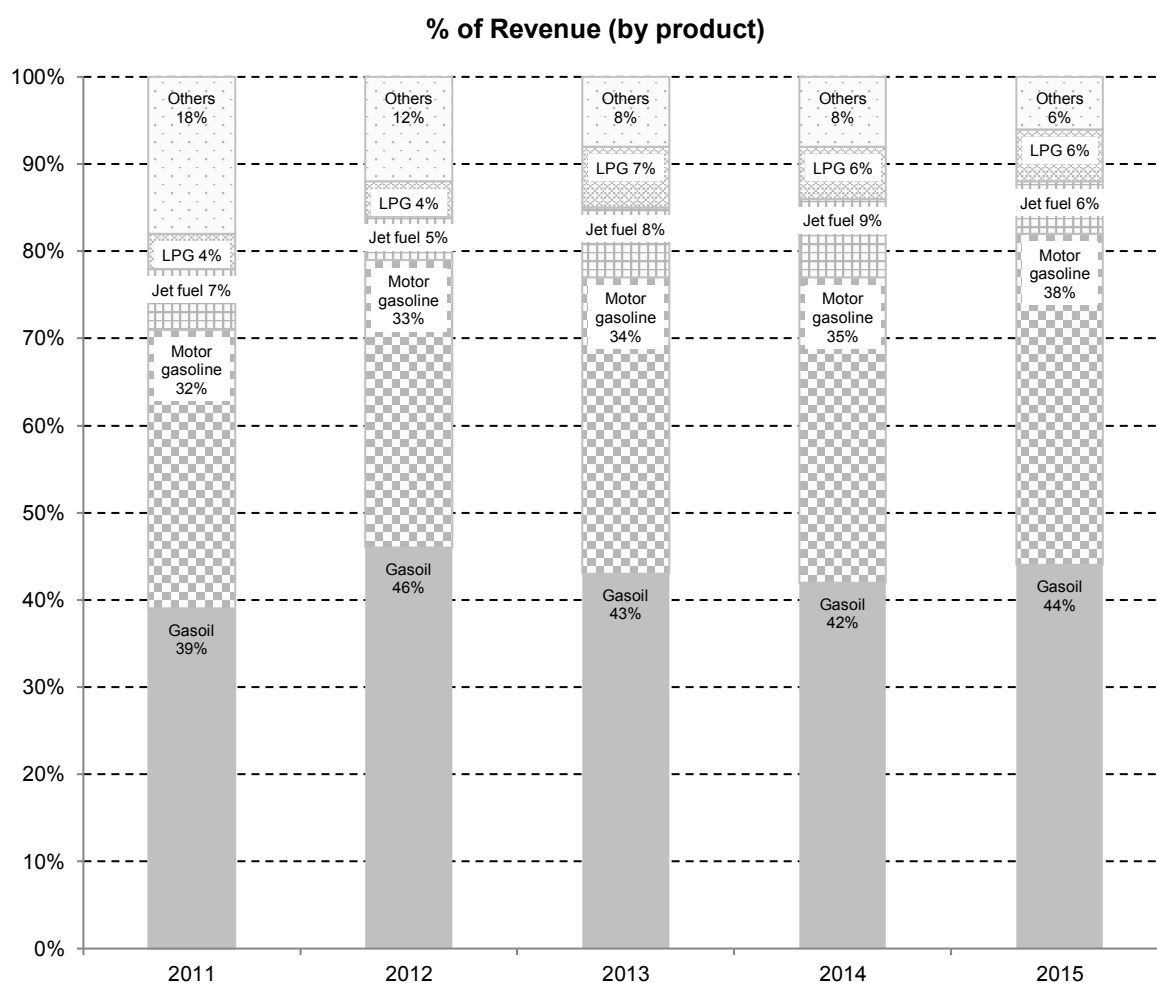 % of Revenue (by product)
100%
90%
80%
70%
60%
50%
40%
30%
20%
10%
0%
Others
18%
LPG 4%
Jet fuel 7%
Motor
gasoline
32%
Gasoil
39%
Others
12%
LPG 4%
Jet fuel 5%
Motor
gasoline
33%
Gasoil
46%
Others
8%
LPG 7%
Jet fuel 8%
Motor
gasoline
34%
Gasoil
43%
Others
8%
LPG 6%
Jet fuel 9%
Motor
gasoline
35%
Gasoil
42%
Others
6%
LPG 6%
Jet fuel 6%
Motor
gasoline
38%
Gasoil
44%
2011
2012
2013
2014
2015